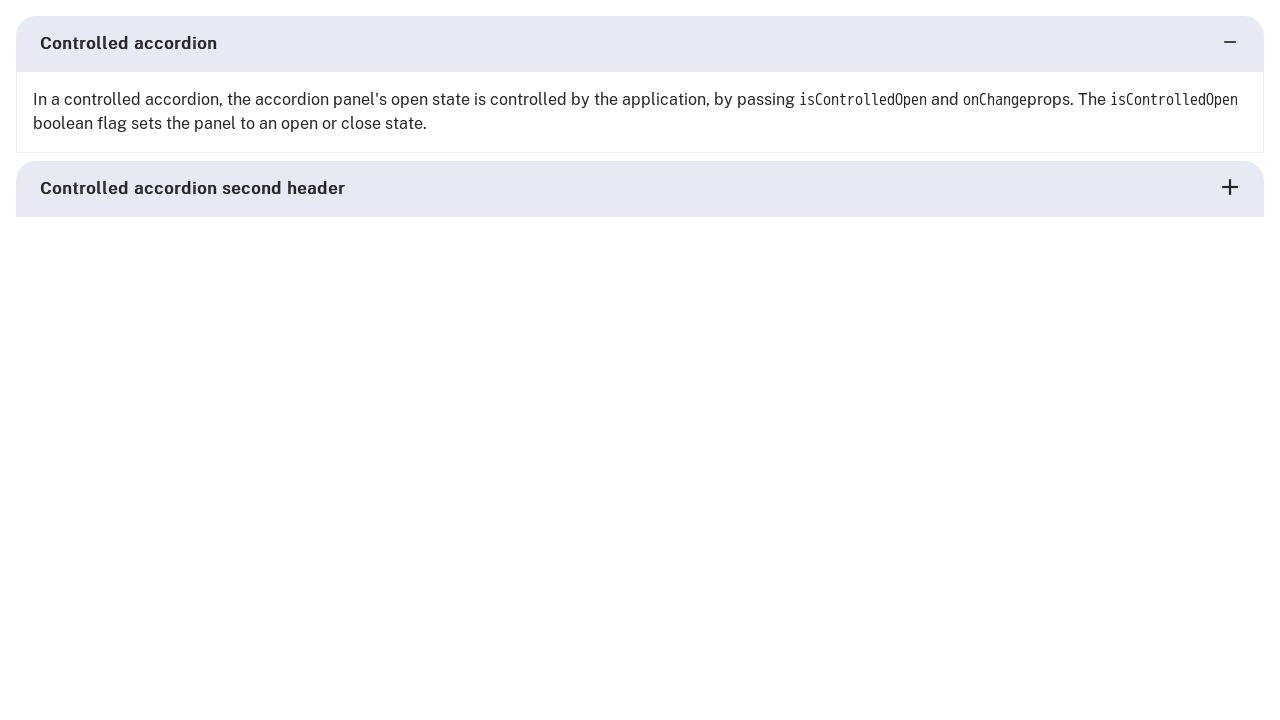 Controlled accordion
In a controlled accordion, the accordion panel's open state is controlled by the application, by passing isControlledOpen and onChangeprops. The isControlledOpen
boolean flag sets the panel to an open or close state.
Controlled accordion second header